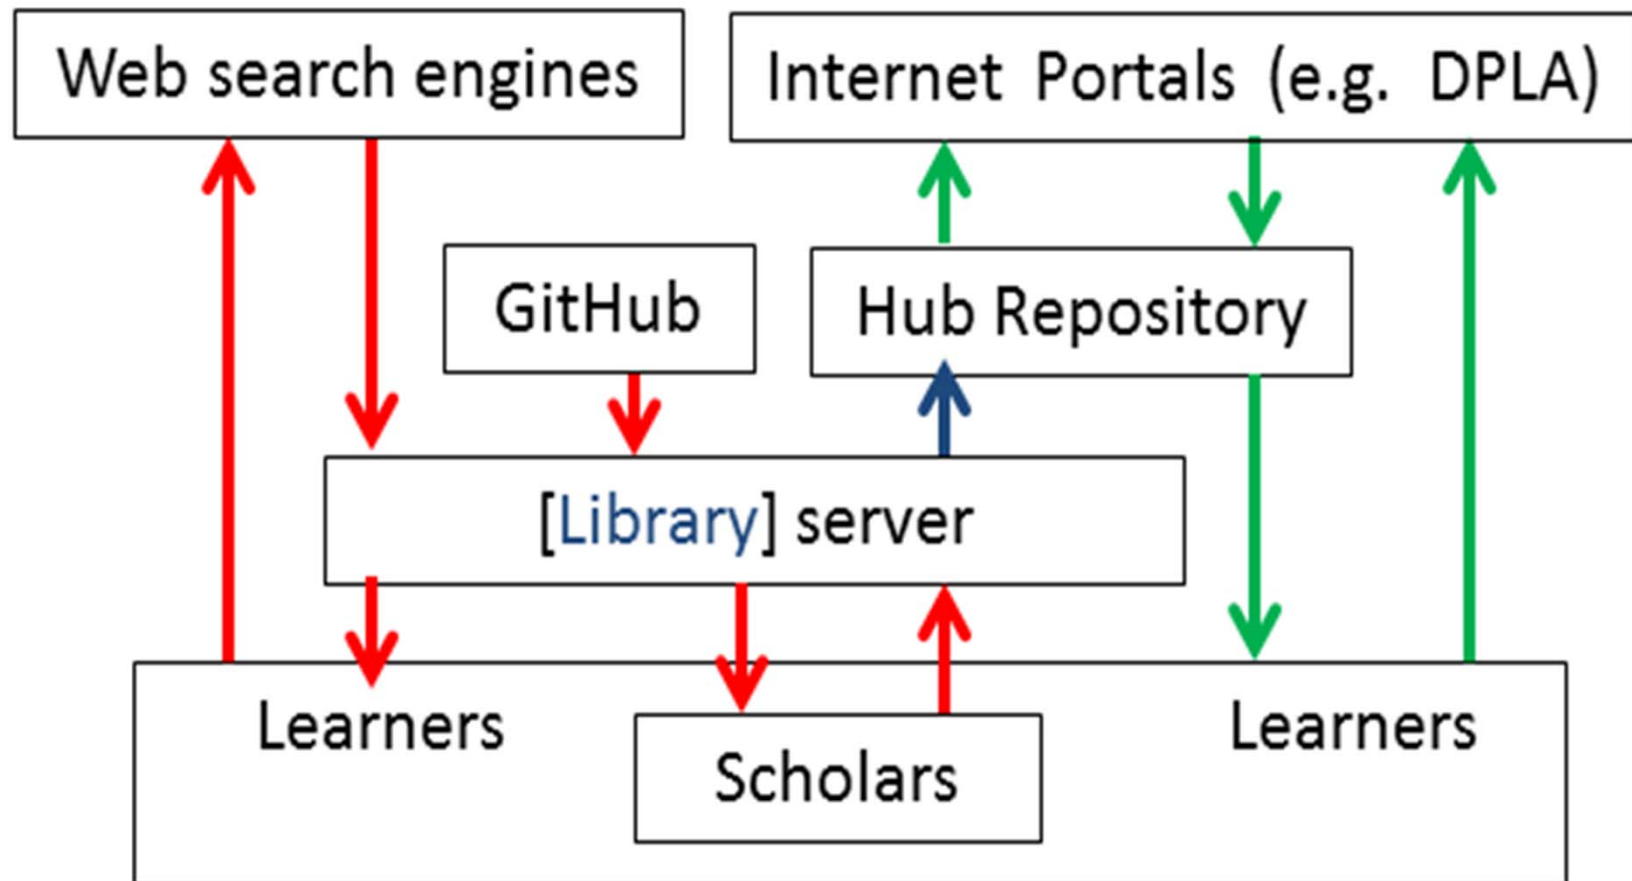 Web search engines
Internet Portals (e.g. DPLA)
GitHub
Hub Repository
[Library] server
Learners
Learners
Scholars